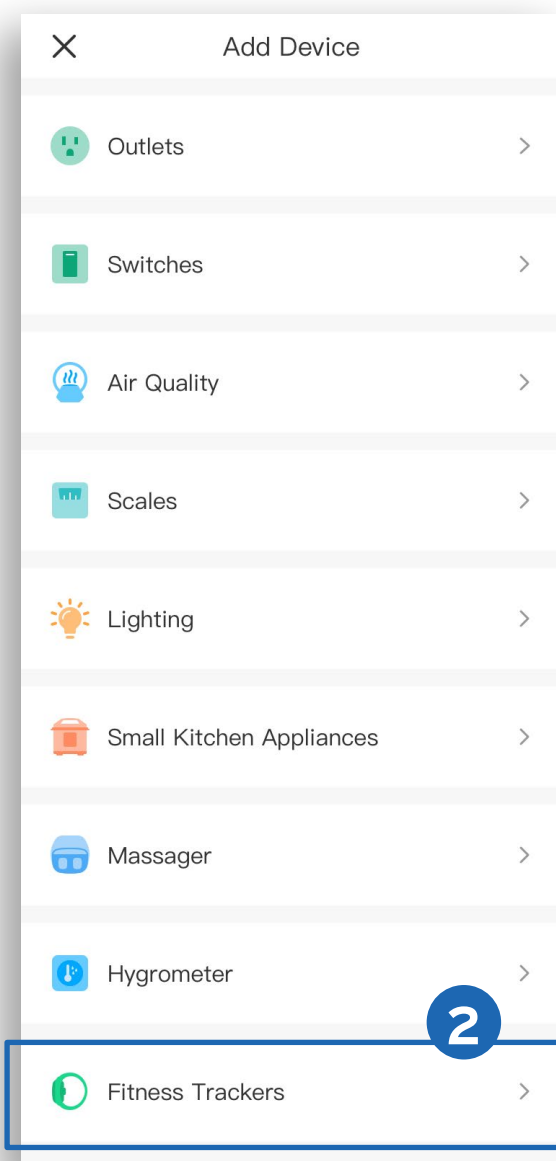 Add Device
Outlets
Switches
Air Quality
Scales
Lighting
Small Kitchen Appliances
Massager
Hygrometer
2
Fitness Trackers